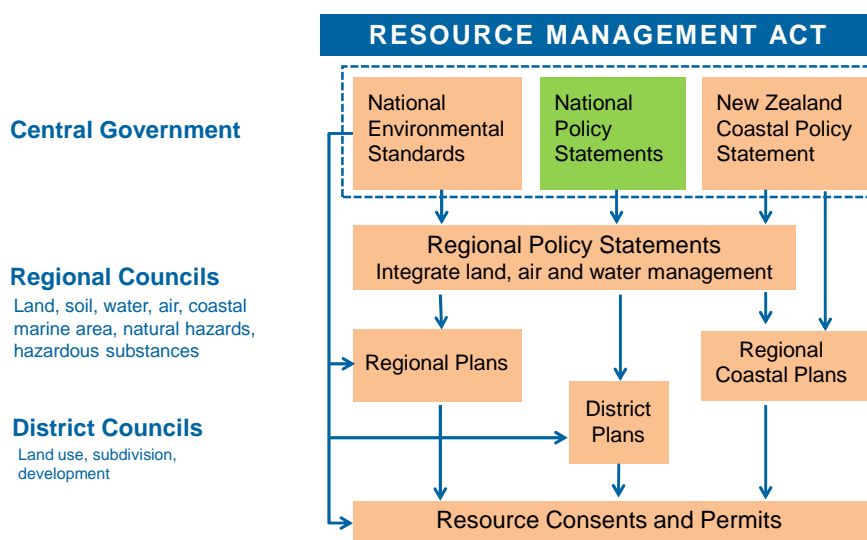 RESOURCE MANAGEMENT ACT
Central Government
National
Environmental
Standards
National
Policy
Statements
New Zealand
Coastal Policy
Statement
Regional Policy Statements
Integrate land, air and water management
Regional Councils
Land, soil, water, air, coastal
marine area, natural hazards,
hazardous substances
Regional Plans
Regional
Coastal Plans
District Councils
Land use, subdivision,
development
District
Plans
Resource Consents and Permits